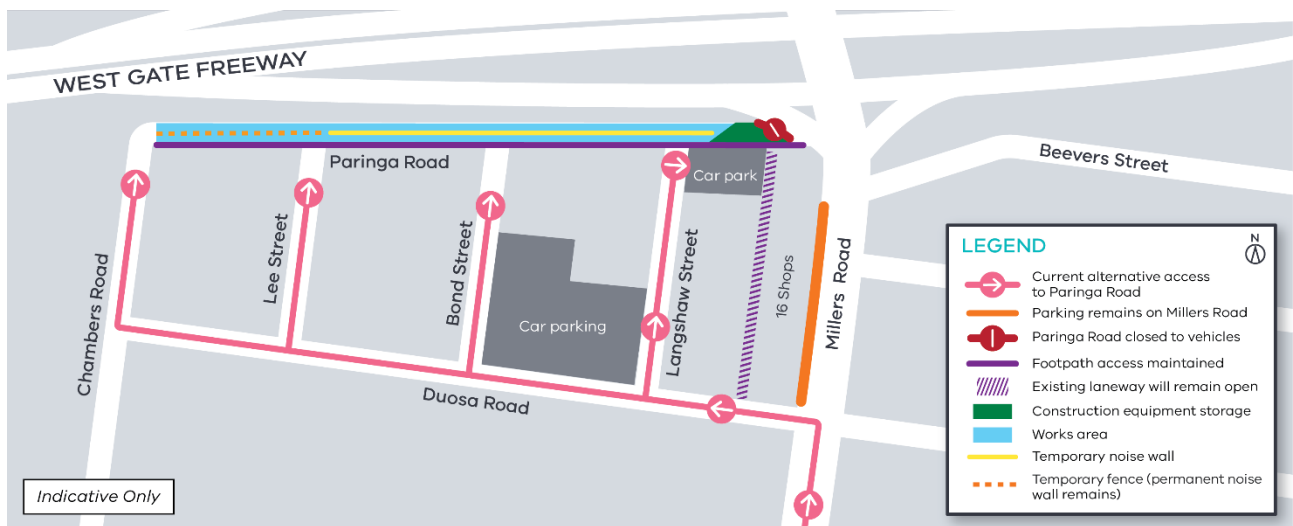 WEST GATE FREEWAY
Paringa Road
Car park
Beevers Street
Chambers Road
Lee Street
Bond Street
Car parking
Langshaw Street
16 Shops
Millers Road
Duosa Road
Indicative Only
LEGEND
N
Current alternative access
to Paringa Road
Parking remains on Millers Road
Paringa Road closed to vehicles
Footpath access maintained
Existing laneway will remain open
Construction equipment storage
Works area
Temporary noise wall
Temporary fence (permanent noise
wall remains)